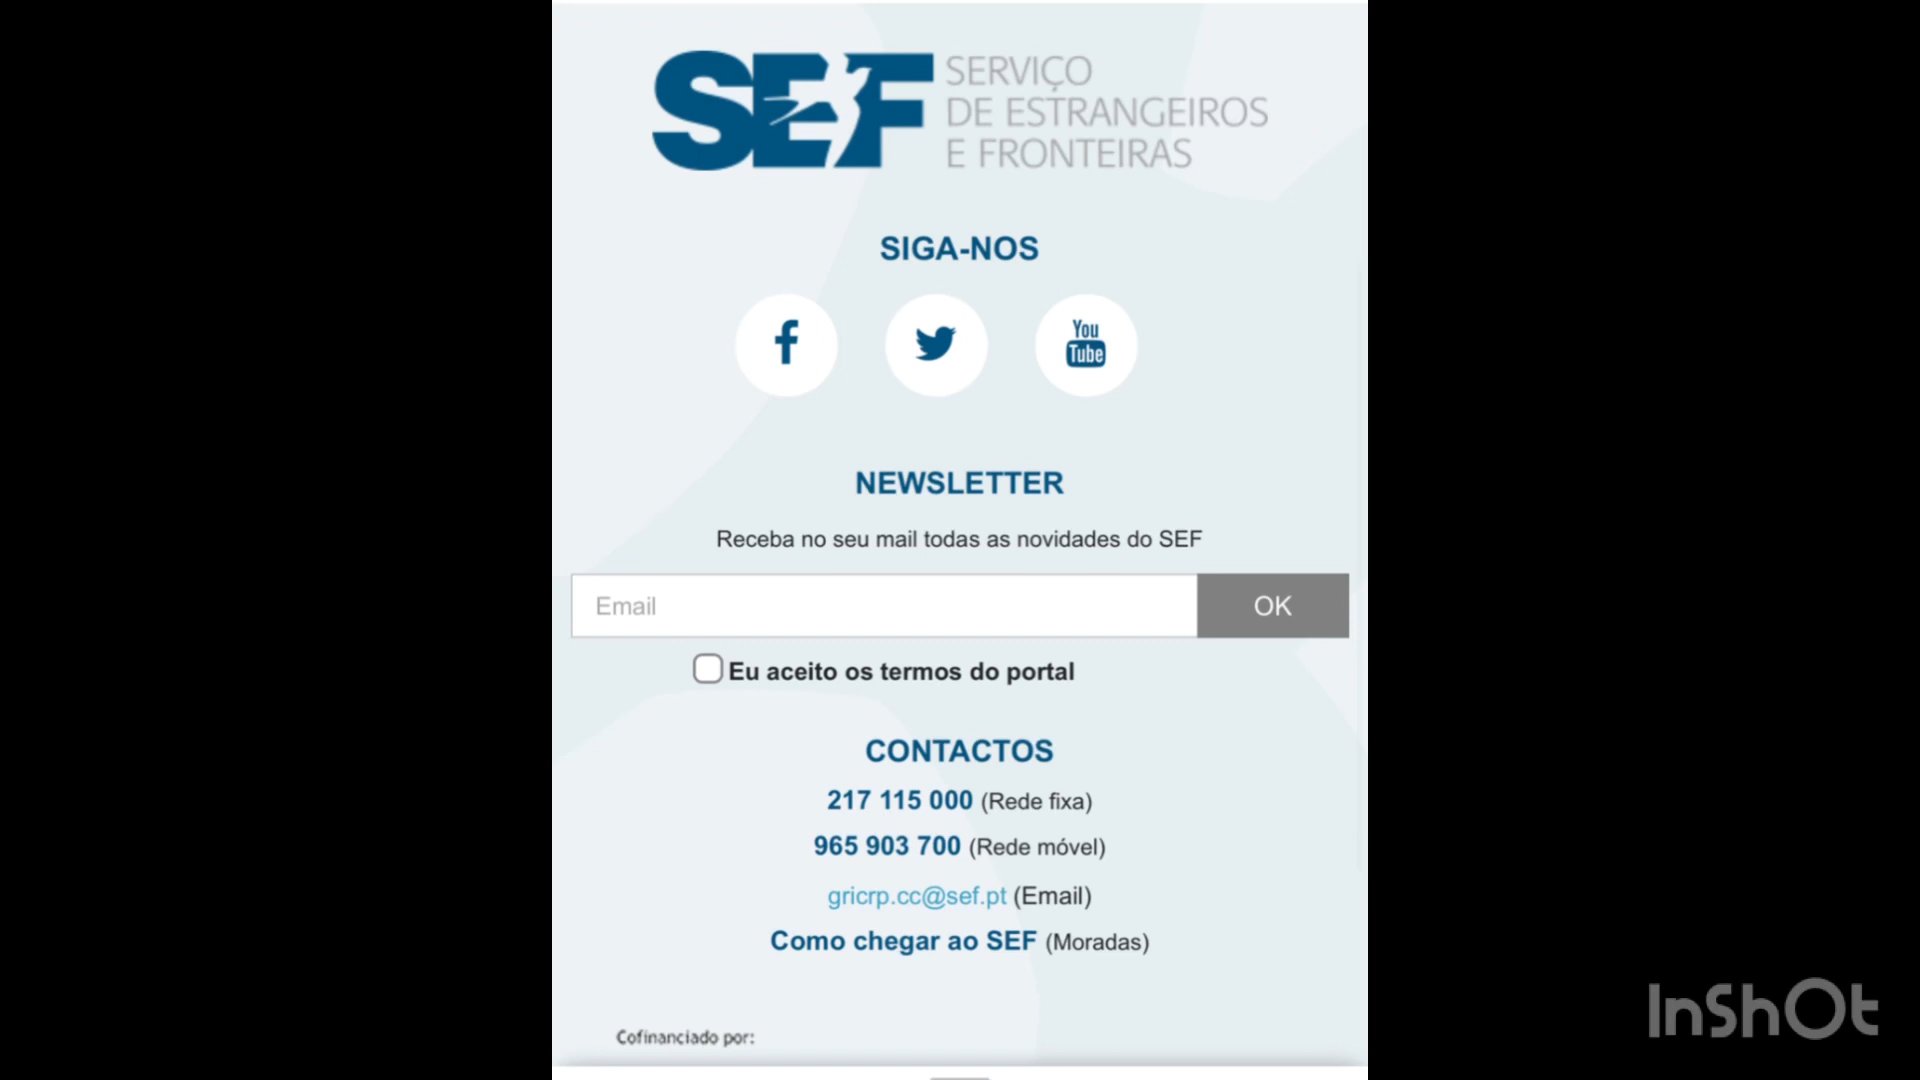 SEF
SERVIÇO
DE ESTRANGEIROS
E FRONTEIRAS
SIGA-NOS
You
Tube
NEWSLETTER
Receba no seu mail todas as novidades do SEF
Email
OK
Eu aceito os termos do portal
CONTACTOS
217 115 000 (Rede fixa)
965 903 700 (Rede móvel)
gricrp.cc@sef.pt (Email)
Como chegar ao SEF (Moradas)
Cofinanciado por:
InShOt